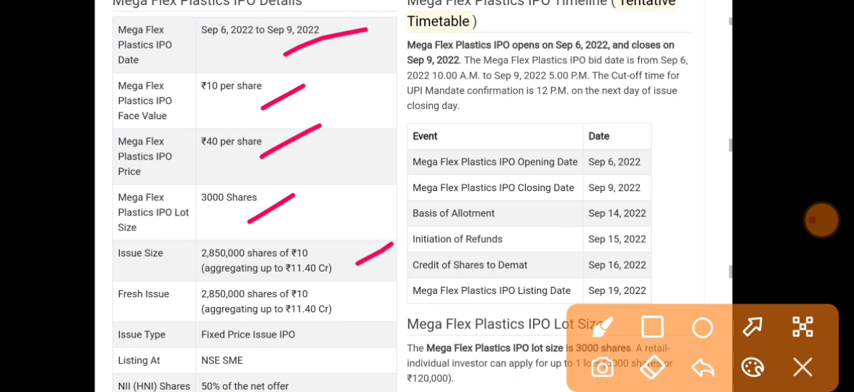 Mega Flex Plastics IPO Details
Mega Flex
Plastics IPO
Date
Sep 6, 2022 to Sep 9, 2022
Mega Flex
Plastics IPO
Face Value
₹10 per share
Mega Flex
Plastics IPO
Price
₹40 per share
Mega Flex
Plastics IPO Lot
Size
3000 Shares
Issue Size
2,850,000 shares of ₹10
(aggregating up to ₹11.40 Cr)
Fresh Issue
2,850,000 shares of ₹10
(aggregating up to ₹11.40 Cr)
Issue Type
Fixed Price Issue IPO
Listing At
NSE SME
NII (HNI) Shares
50% of the net offer
Mega Flex Plastics IPO Timeline (Tentative
Timetable)
Mega Flex Plastics IPO opens on Sep 6, 2022, and closes on
Sep 9, 2022. The Mega Flex Plastics IPO bid date is from Sep 6,
2022 10.00 A.M. to Sep 9, 2022 5.00 P.M. The Cut-off time for
UPI Mandate confirmation is 12 P.M. on the next day of issue
closing day.
Event Date
Mega Flex Plastics IPO Opening Date Sep 6, 2022
Mega Flex Plastics IPO Closing Date Sep 9, 2022
Basis of Allotment Sep 14, 2022
Initiation of Refunds Sep 15, 2022
Credit of Shares to Demat Sep 16, 2022
Mega Flex Plastics IPO Listing Date Sep 19, 2022
Mega Flex Plastics IPO Lot Size
The Mega Flex Plastics IPO lot size is 3000 shares. A retail-
individual investor can apply for up to 1 lot (3000 shares or
₹120,000).